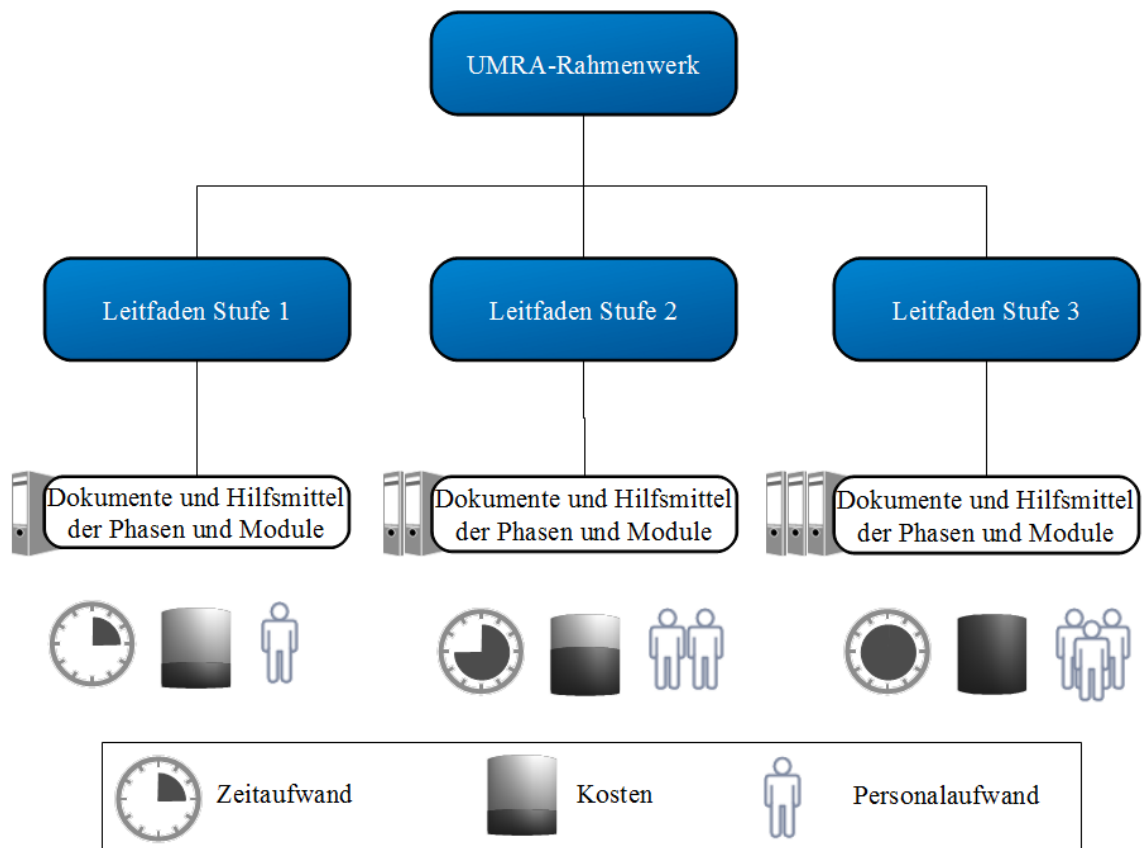 UMRA-Rahmenwerk
Leitfaden Stufe 1
Leitfaden Stufe 2
Leitfaden Stufe 3
Dokumente und Hilfsmittel
der Phasen und Module
Dokumente und Hilfsmittel
der Phasen und Module
Dokumente und Hilfsmittel
der Phasen und Module
Zeitaufwand
Kosten
Personalaufwand